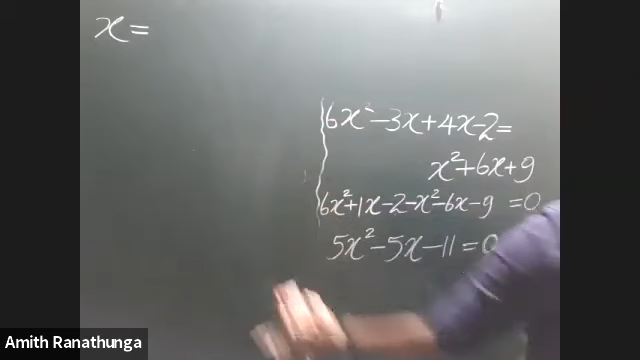 x=
6x²-3x+4x-2=
x²+6x+9
6x²+1x-2-x²-6x-9 =0
5x²-5x-11=0
Amith Ranathunga